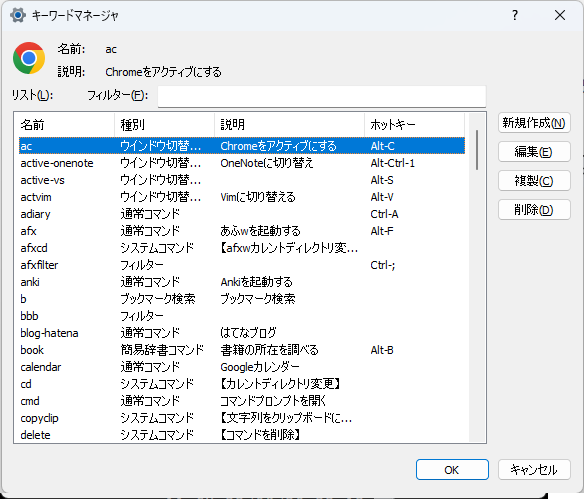 キーワードマネージャ
名前: ac
説明: Chromeをアクティブにする
リスト(L): フィルター(F):
名前 種別 説明 ホットキー
ac ウインドウ切替... Chromeをアクティブにする Alt-C
active-onenote ウインドウ切替... OneNoteに切り替え Alt-Ctrl-1
active-vs ウインドウ切替... Alt-S
actvim ウインドウ切替... Vimに切り替える Alt-V
adiary 通常コマンド Ctrl-A
afx 通常コマンド あふwを起動する Alt-F
afxcd システムコマンド 【afxwカレントディレクトリ変...
afxfilter フィルター Ctrl-;
anki 通常コマンド Ankiを起動する
b ブックマーク検索 ブックマーク検索
bbb フィルター
blog-hatena 通常コマンド はてなブログ
book 簡易辞書コマンド 書籍の所在を調べる Alt-B
calendar 通常コマンド Googleカレンダー
cd システムコマンド 【カレントディレクトリ変更】
cmd 通常コマンド コマンドプロンプトを開く
copyclip システムコマンド 【文字列をクリップボードに...
delete システムコマンド 【コマンドを削除】
新規作成(N)
編集(E)
複製(C)
削除(D)
OK キャンセル